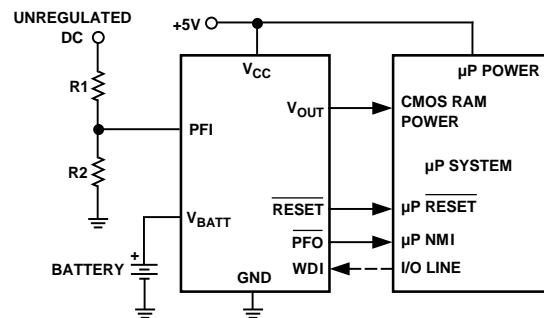 UNREGULATED
DC
+5V
R1
R2
BATTERY
+
VCC
PFI
VBATT
VOUT
RESET
PFO
WDI
GND
µP POWER
CMOS RAM
POWER
µP SYSTEM
µP RESET
µP NMI
I/O LINE